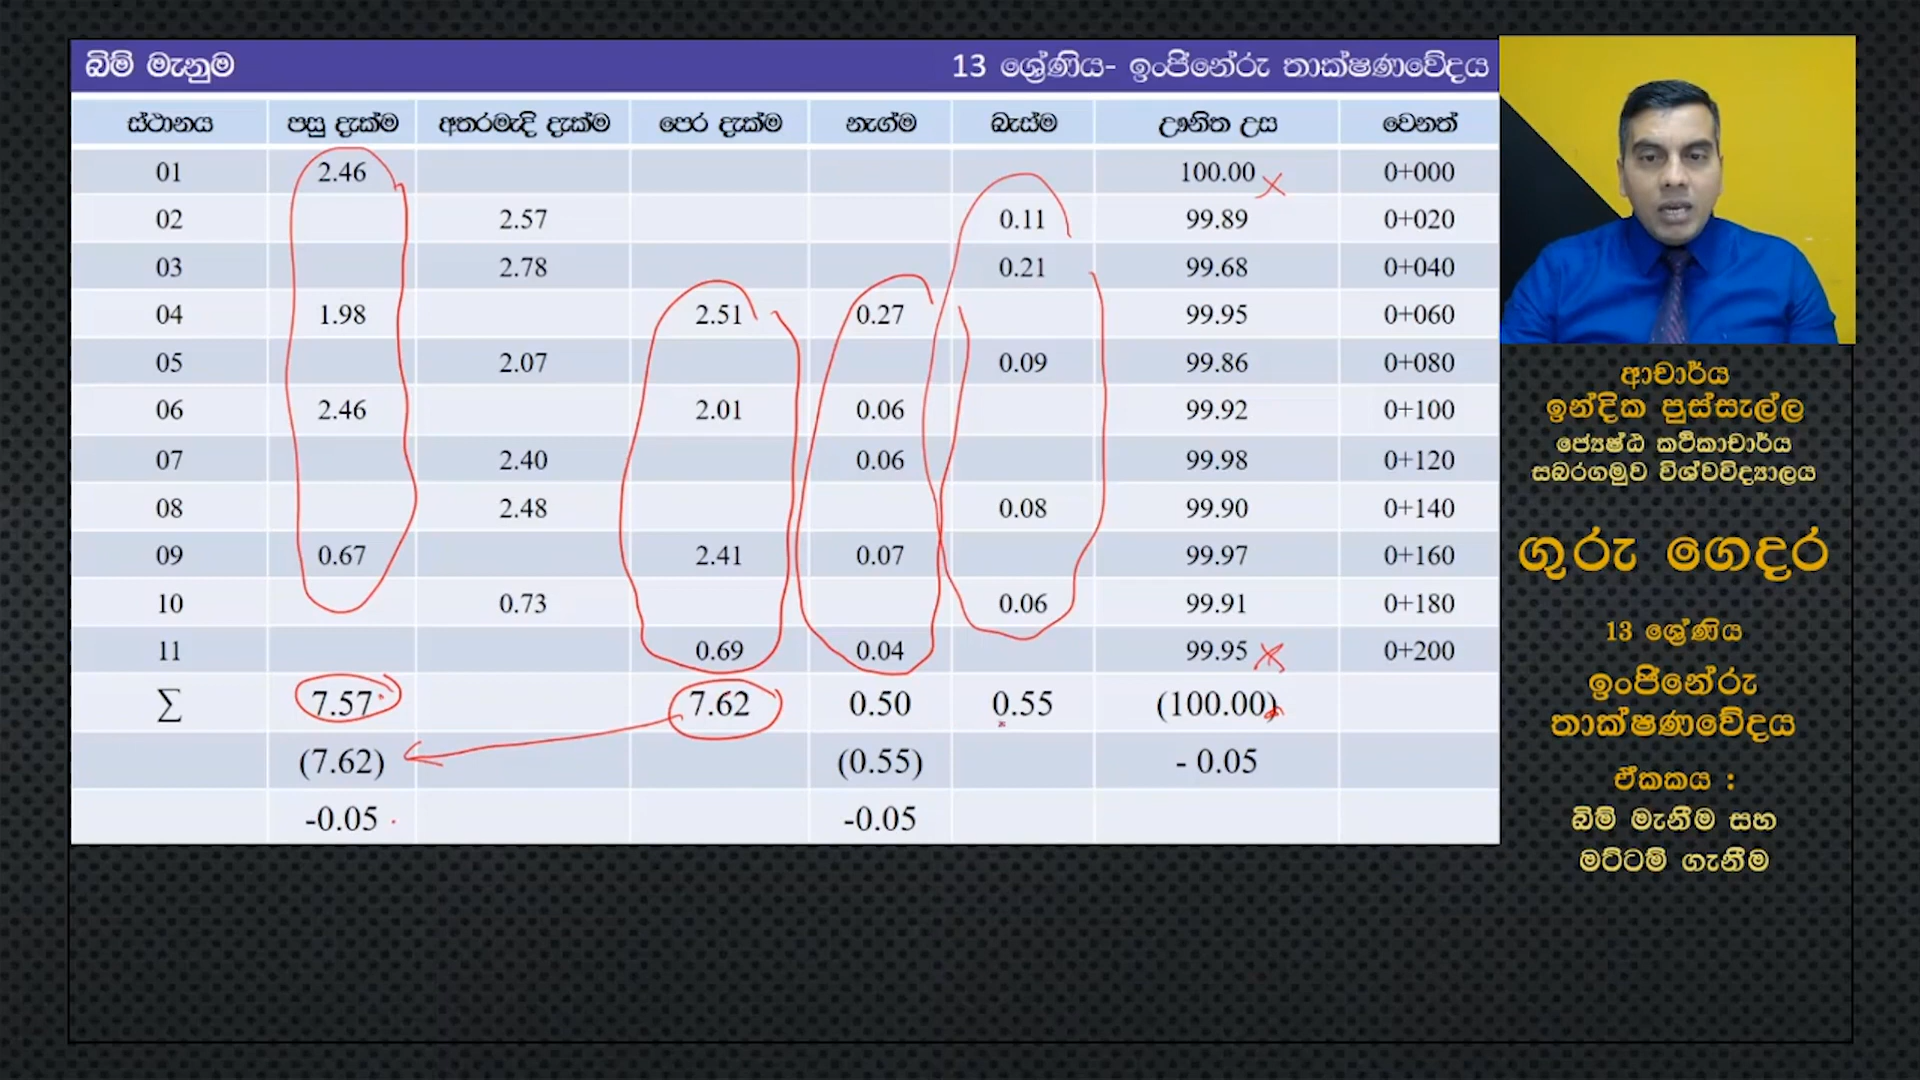 බිම් මැනුම 13 ශ්‍රේණිය- ඉංජිනේරු තාක්ෂණවේදය
ස්ථානය පසු දැක්ම අතරමැදි දැක්ම පෙර දැක්ම නැග්ම බැස්ම ඌනිත උස වෙනත්
01 2.46 100.00 0+000
02 2.57 0.11 99.89 0+020
03 2.78 0.21 99.68 0+040
04 1.98 2.51 0.27 99.95 0+060
05 2.07 0.09 99.86 0+080
06 2.46 2.01 0.06 99.92 0+100
07 2.40 0.06 99.98 0+120
08 2.48 0.08 99.90 0+140
09 0.67 2.41 0.07 99.97 0+160
10 0.73 0.06 99.91 0+180
11 0.69 0.04 99.95 0+200
∑ 7.57 7.62 0.50 0.55 (100.00)
(7.62) (0.55) - 0.05
-0.05 -0.05
ආචාර්ය
ඉන්දික පුස්සැල්ල
ජ්‍යෙෂ්ඨ කථිකාචාර්ය
සබරගමුව විශ්වවිද්‍යාලය
ගුරු ගෙදර
13 ශ්‍රේණිය
ඉංජිනේරු
තාක්ෂණවේදය
ඒකකය :
බිම් මැනීම සහ
මට්ටම් ගැනීම